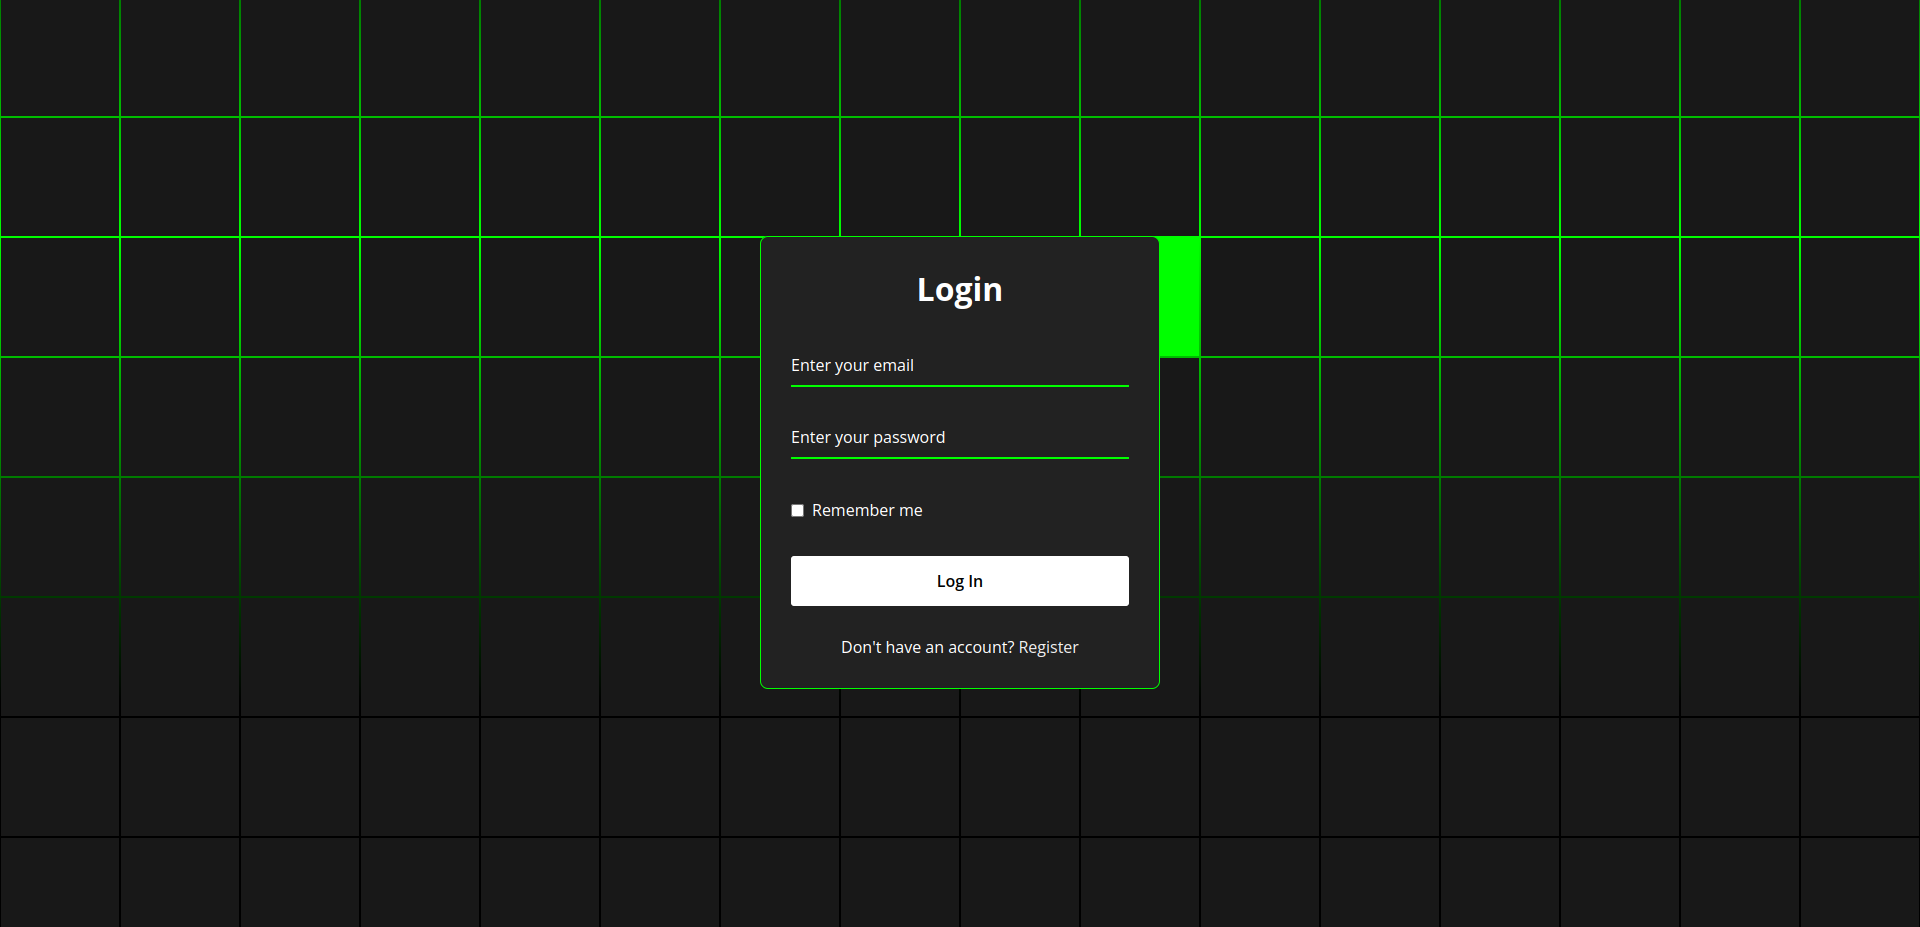 Login
Enter your email
Enter your password
Remember me
Log In
Don't have an account? Register